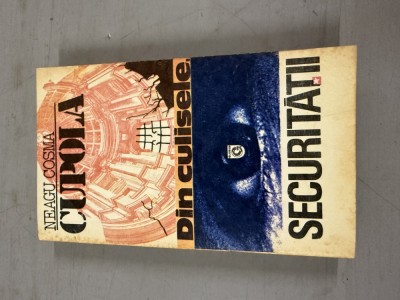 NEAGU COSMA
CUPOLA
Din culisele
SECURITĂȚII